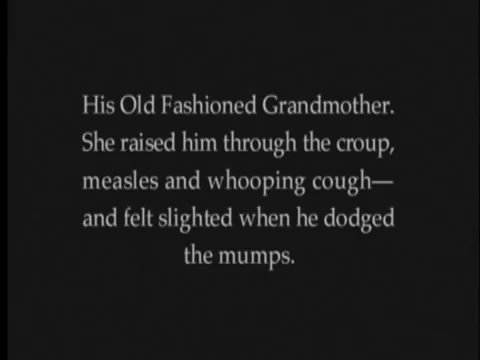 His Old Fashioned Grandmother.
She raised him through the croup,
measles and whooping cough—
and felt slighted when he dodged
the mumps.